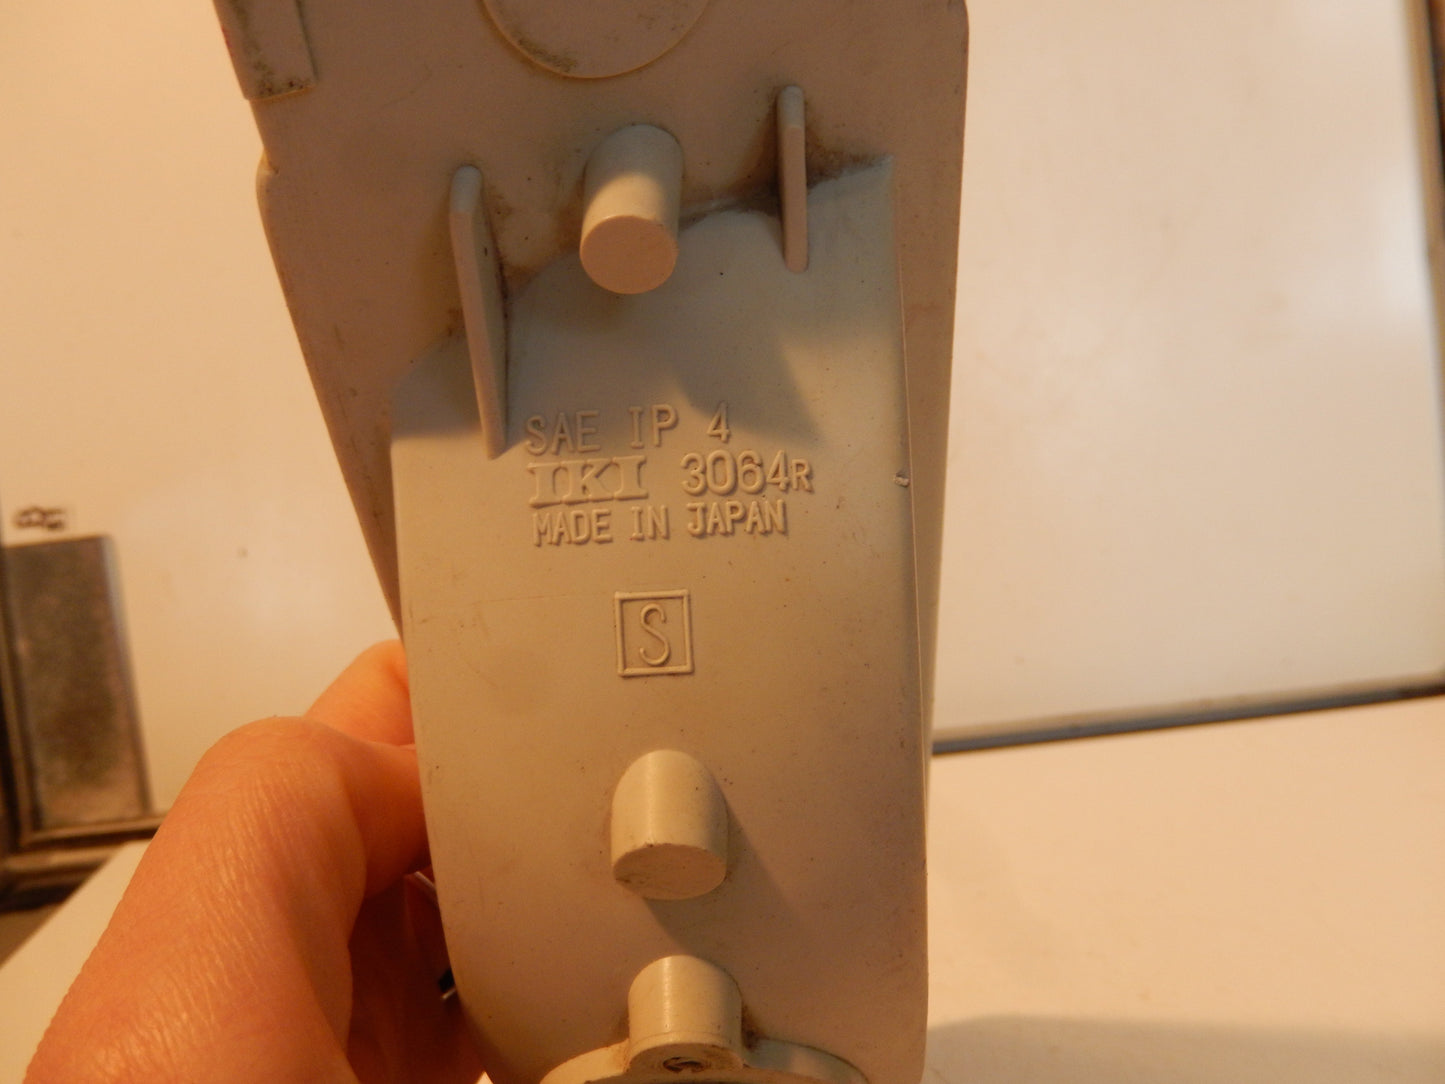 SAE IP 4
IKI 3064R
MADE IN JAPAN
S